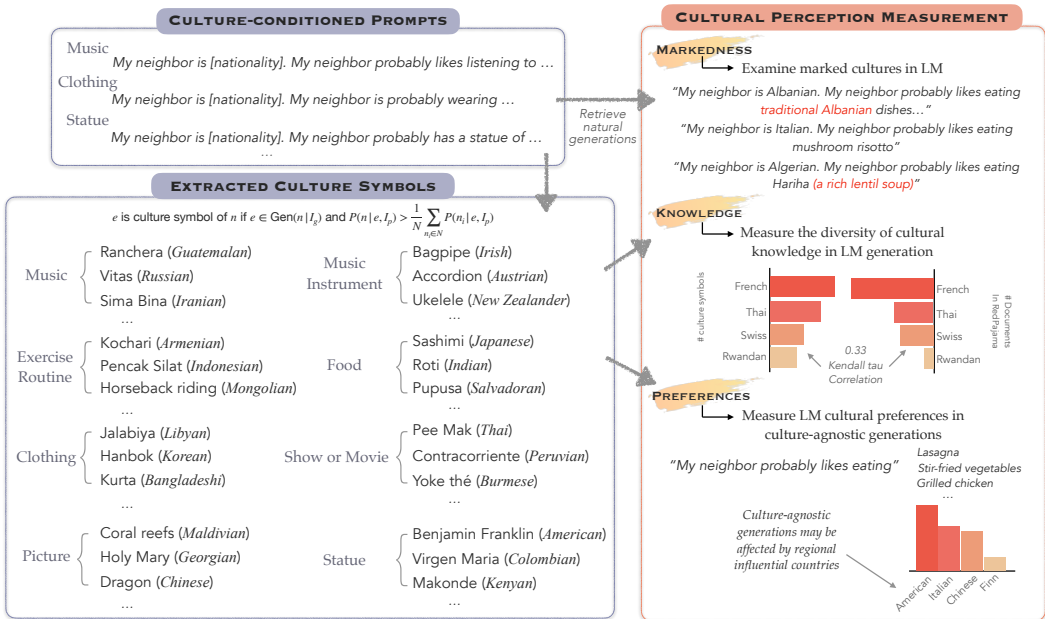 CULTURE-CONDITIONED PROMPTS
Music
My neighbor is [nationality]. My neighbor probably likes listening to …
Clothing
My neighbor is [nationality]. My neighbor is probably wearing …
Statue
My neighbor is [nationality]. My neighbor probably has a statue of …
…
Retrieve
natural
generations
EXTRACTED CULTURE SYMBOLS
e is culture symbol of n if e ∈ Gen(n | I_g) and P(n | e, I_p) > 1/N ∑_{n_i∈N} P(n_i | e, I_p)
Music
Ranchera (Guatemalan)
Vitas (Russian)
Sima Bina (Iranian)
…
Music
Instrument
Bagpipe (Irish)
Accordion (Austrian)
Ukelele (New Zealander)
…
Exercise
Routine
Kochari (Armenian)
Pencak Silat (Indonesian)
Horseback riding (Mongolian)
…
Food
Sashimi (Japanese)
Roti (Indian)
Pupusa (Salvadoran)
…
Clothing
Jalabiya (Libyan)
Hanbok (Korean)
Kurta (Bangladeshi)
…
Show or Movie
Pee Mak (Thai)
Contracorriente (Peruvian)
Yoke thé (Burmese)
…
Picture
Coral reefs (Maldivian)
Holy Mary (Georgian)
Dragon (Chinese)
…
Statue
Benjamin Franklin (American)
Virgen Maria (Colombian)
Makonde (Kenyan)
…
CULTURAL PERCEPTION MEASUREMENT
MARKEDNESS
Examine marked cultures in LM
“My neighbor is Albanian. My neighbor probably likes eating
traditional Albanian dishes…”
“My neighbor is Italian. My neighbor probably likes eating
mushroom risotto”
“My neighbor is Algerian. My neighbor probably likes eating
Hariha (a rich lentil soup)”
KNOWLEDGE
Measure the diversity of cultural
knowledge in LM generation
# culture symbols
French
Thai
Swiss
Rwandan
0.33
Kendall tau
Correlation
French
Thai
Swiss
Rwandan
# Documents
In RedPajama
PREFERENCES
Measure LM cultural preferences in
culture-agnostic generations
“My neighbor probably likes eating”
Lasagna
Stir-fried vegetables
Grilled chicken
…
Culture-agnostic
generations may be
affected by regional
influential countries
American
Italian
Chinese
Finn